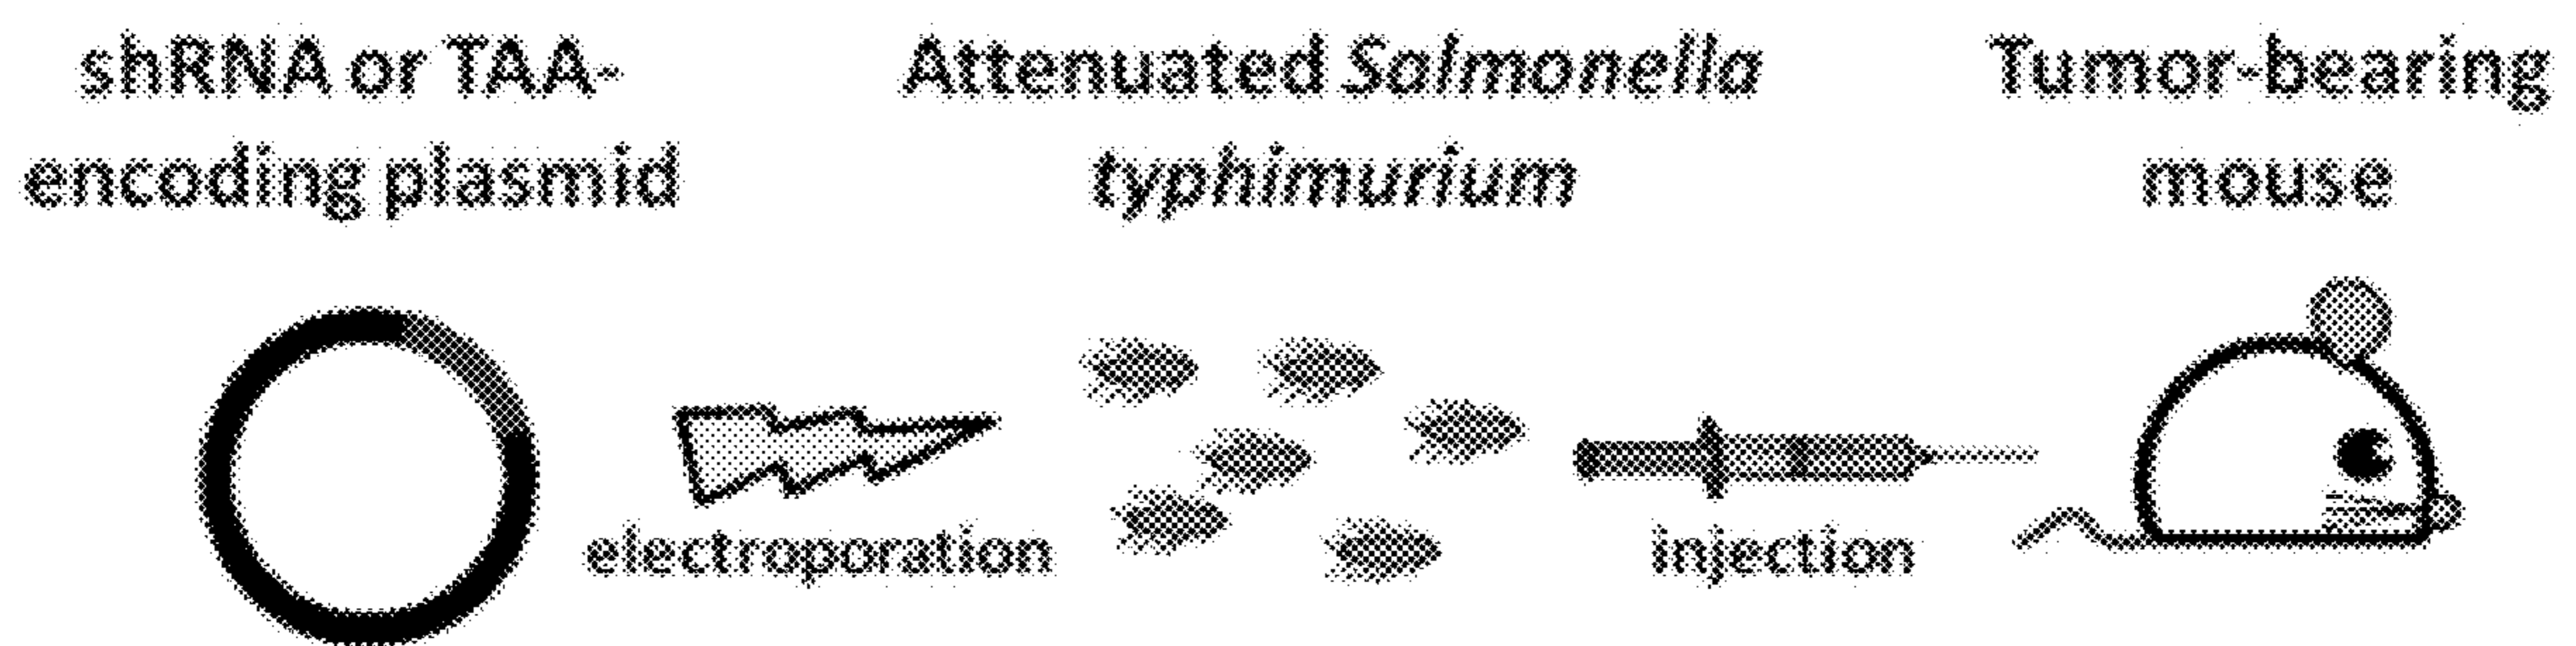 shRNA or TAA-
encoding plasmid
Attenuated Salmonella
typhimurium
Tumor-bearing
mouse
electroporation
injection